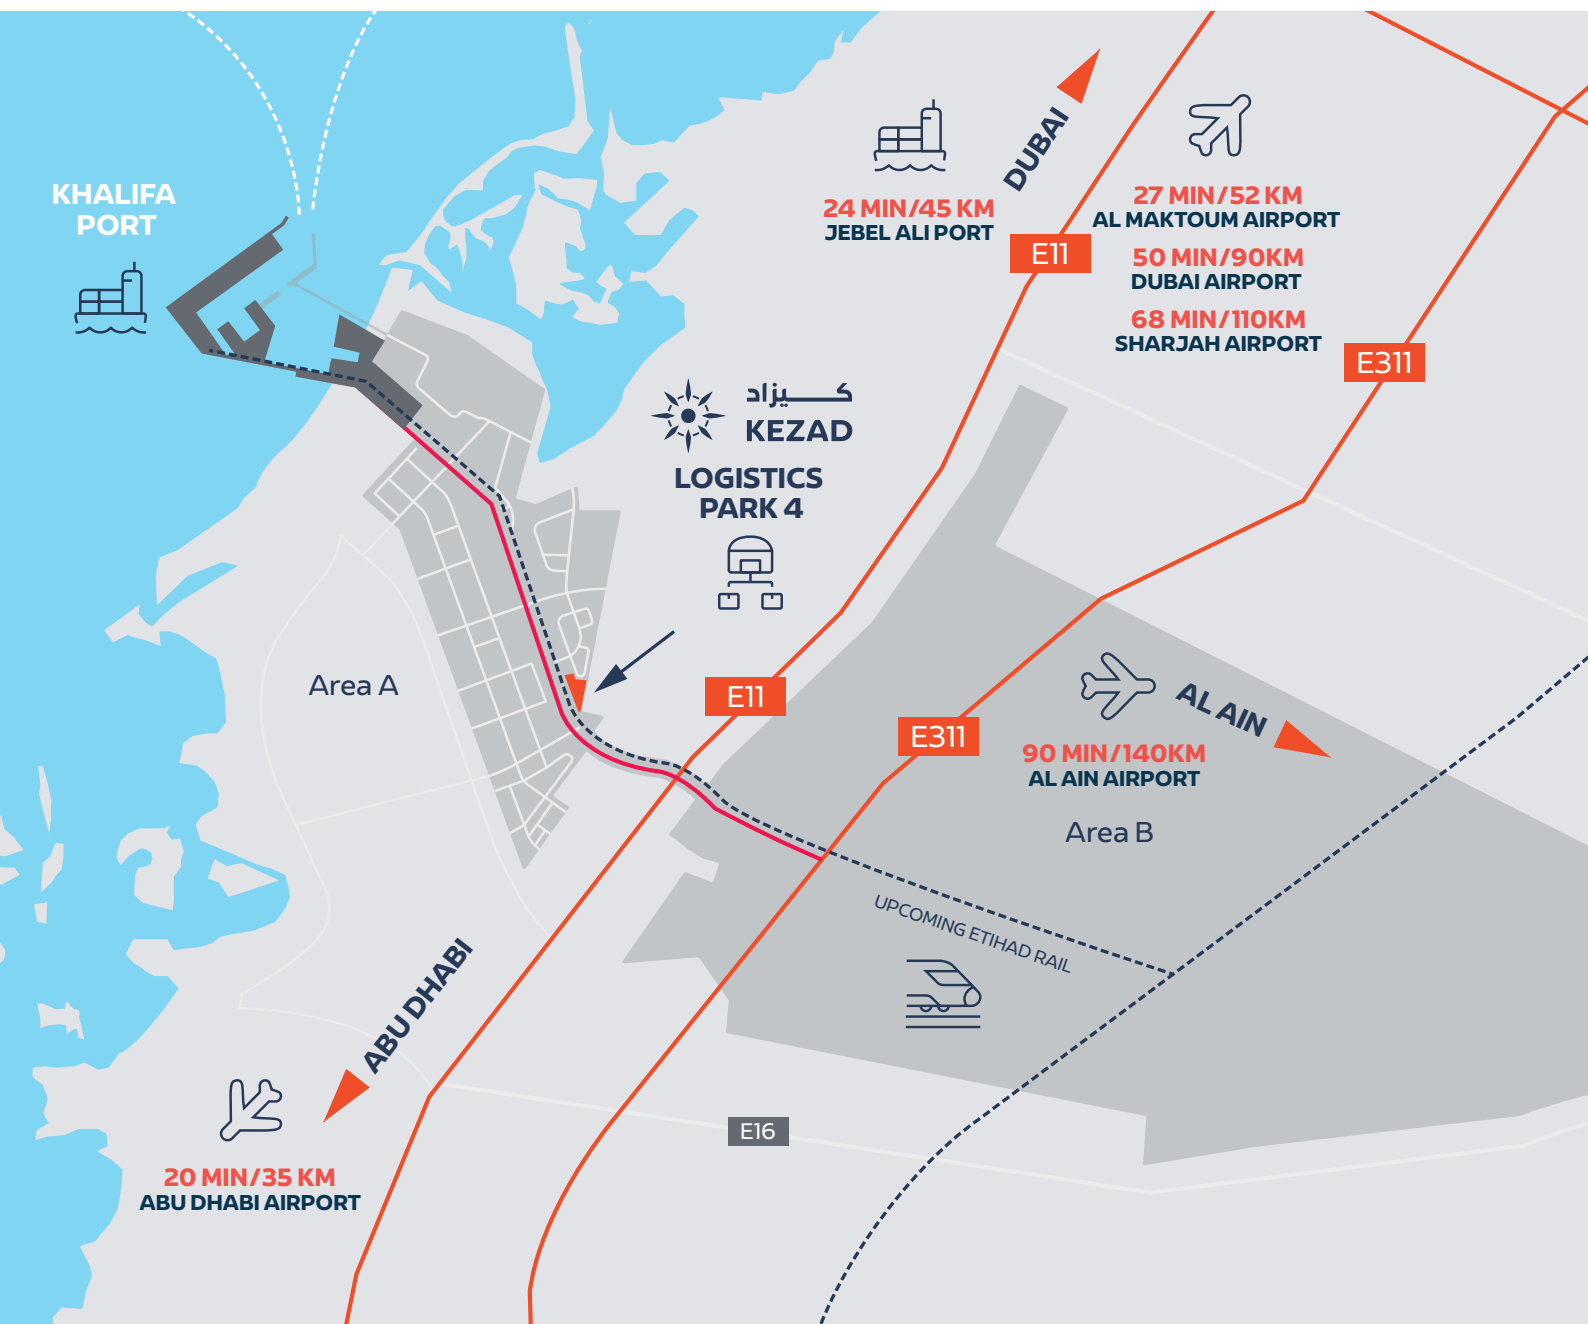 KHALIFA
PORT
24 MIN/45 KM
JEBEL ALI PORT
DUBAI
27 MIN/52 KM
AL MAKTOUM AIRPORT
50 MIN/90KM
DUBAI AIRPORT
68 MIN/110KM
SHARJAH AIRPORT
E11
E311
كيزاد
KEZAD
LOGISTICS
PARK 4
Area A
E11
E311
AL AIN
90 MIN/140KM
AL AIN AIRPORT
Area B
UPCOMING ETIHAD RAIL
ABU DHABI
E16
20 MIN/35 KM
ABU DHABI AIRPORT